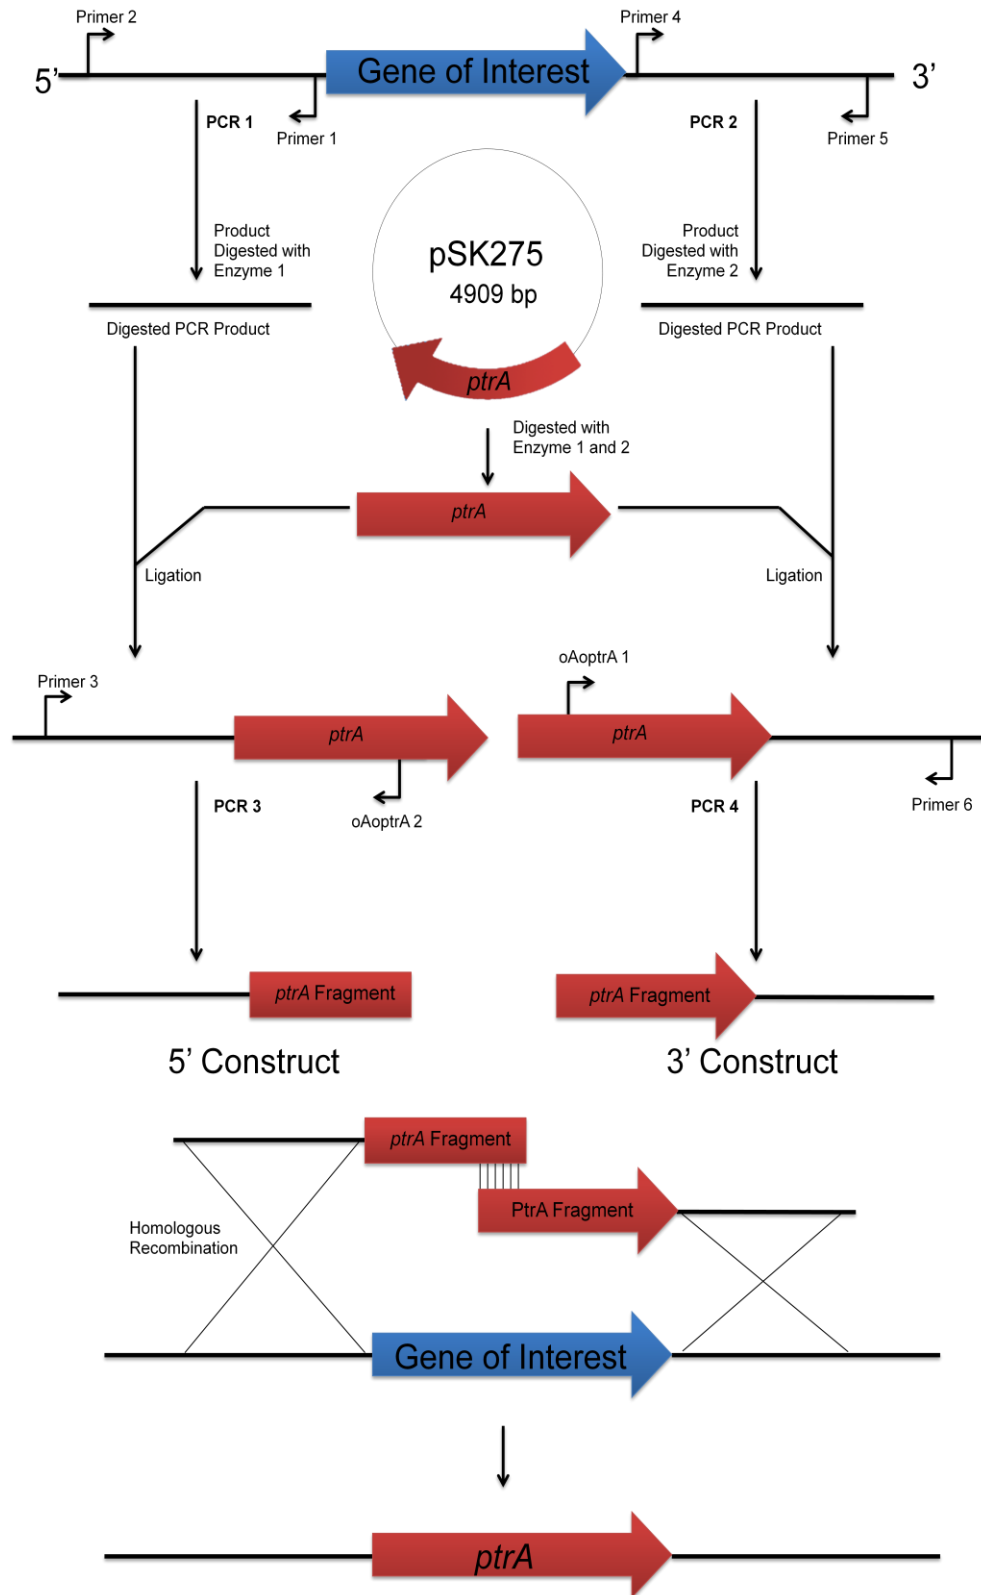 Primer 2
Primer 4
5’
Gene of Interest
3’
PCR 1
Primer 1
PCR 2
Primer 5
Product
Digested with
Enzyme 1
pSK275
4909 bp
Product
Digested with
Enzyme 2
Digested PCR Product
Digested PCR Product
ptrA
Digested with
Enzyme 1 and 2
ptrA
Ligation
Ligation
Primer 3
oAoptrA 1
ptrA
ptrA
PCR 3
oAoptrA 2
PCR 4
Primer 6
ptrA Fragment
ptrA Fragment
5’ Construct
3’ Construct
ptrA Fragment
PtrA Fragment
Homologous
Recombination
Gene of Interest
ptrA